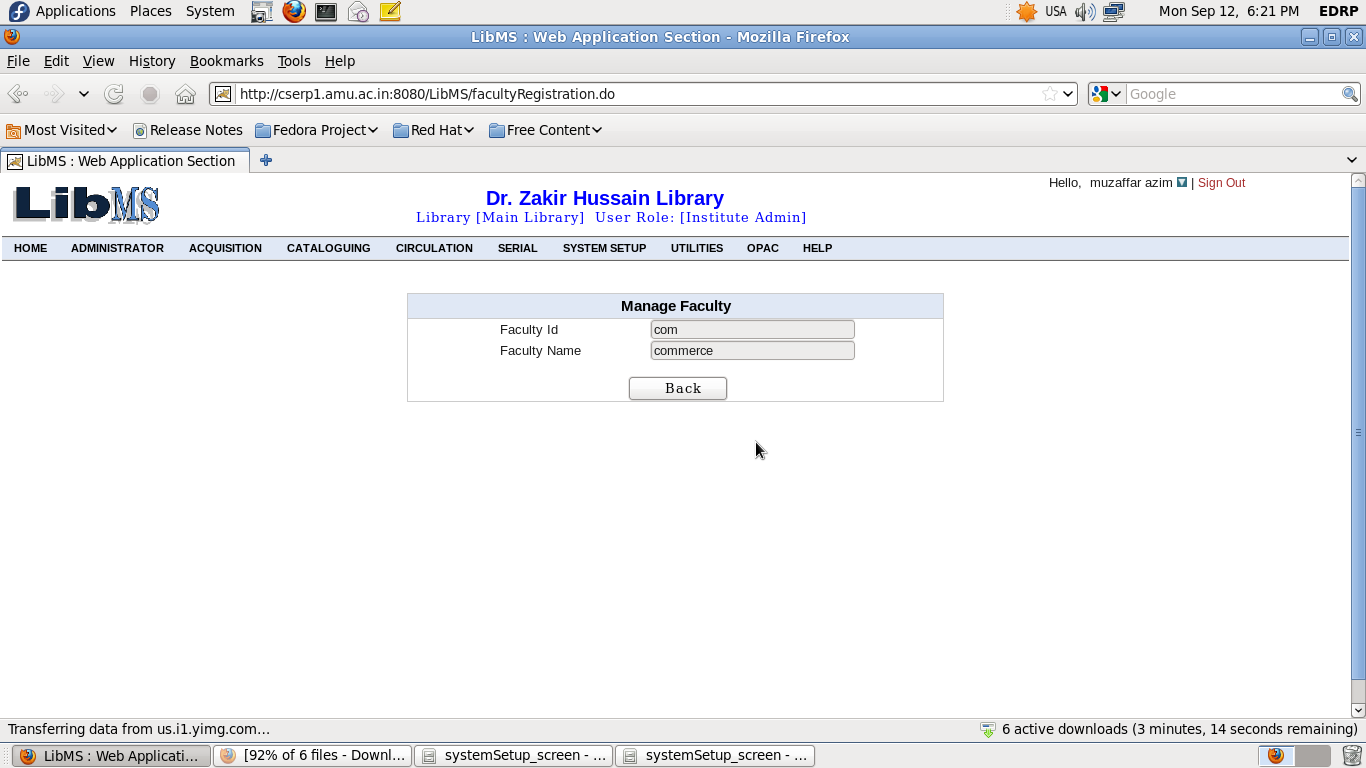 Applications Places System USA Mon Sep 12, 6:21 PM EDRP
LibMS : Web Application Section - Mozilla Firefox
File Edit View History Bookmarks Tools Help
http://cserp1.amu.ac.in:8080/LibMS/facultyRegistration.do Google
Most Visited Release Notes Fedora Project Red Hat Free Content
LibMS : Web Application Section
Hello, muzaffar azim | Sign Out
LibMS
Dr. Zakir Hussain Library
Library [Main Library] User Role: [Institute Admin]
HOME ADMINISTRATOR ACQUISITION CATALOGUING CIRCULATION SERIAL SYSTEM SETUP UTILITIES OPAC HELP
Manage Faculty
Faculty Id com
Faculty Name commerce
Back
Transferring data from us.i1.yimg.com... 6 active downloads (3 minutes, 14 seconds remaining)
LibMS : Web Applicati... [92% of 6 files - Downl... systemSetup_screen - ... systemSetup_screen - ...